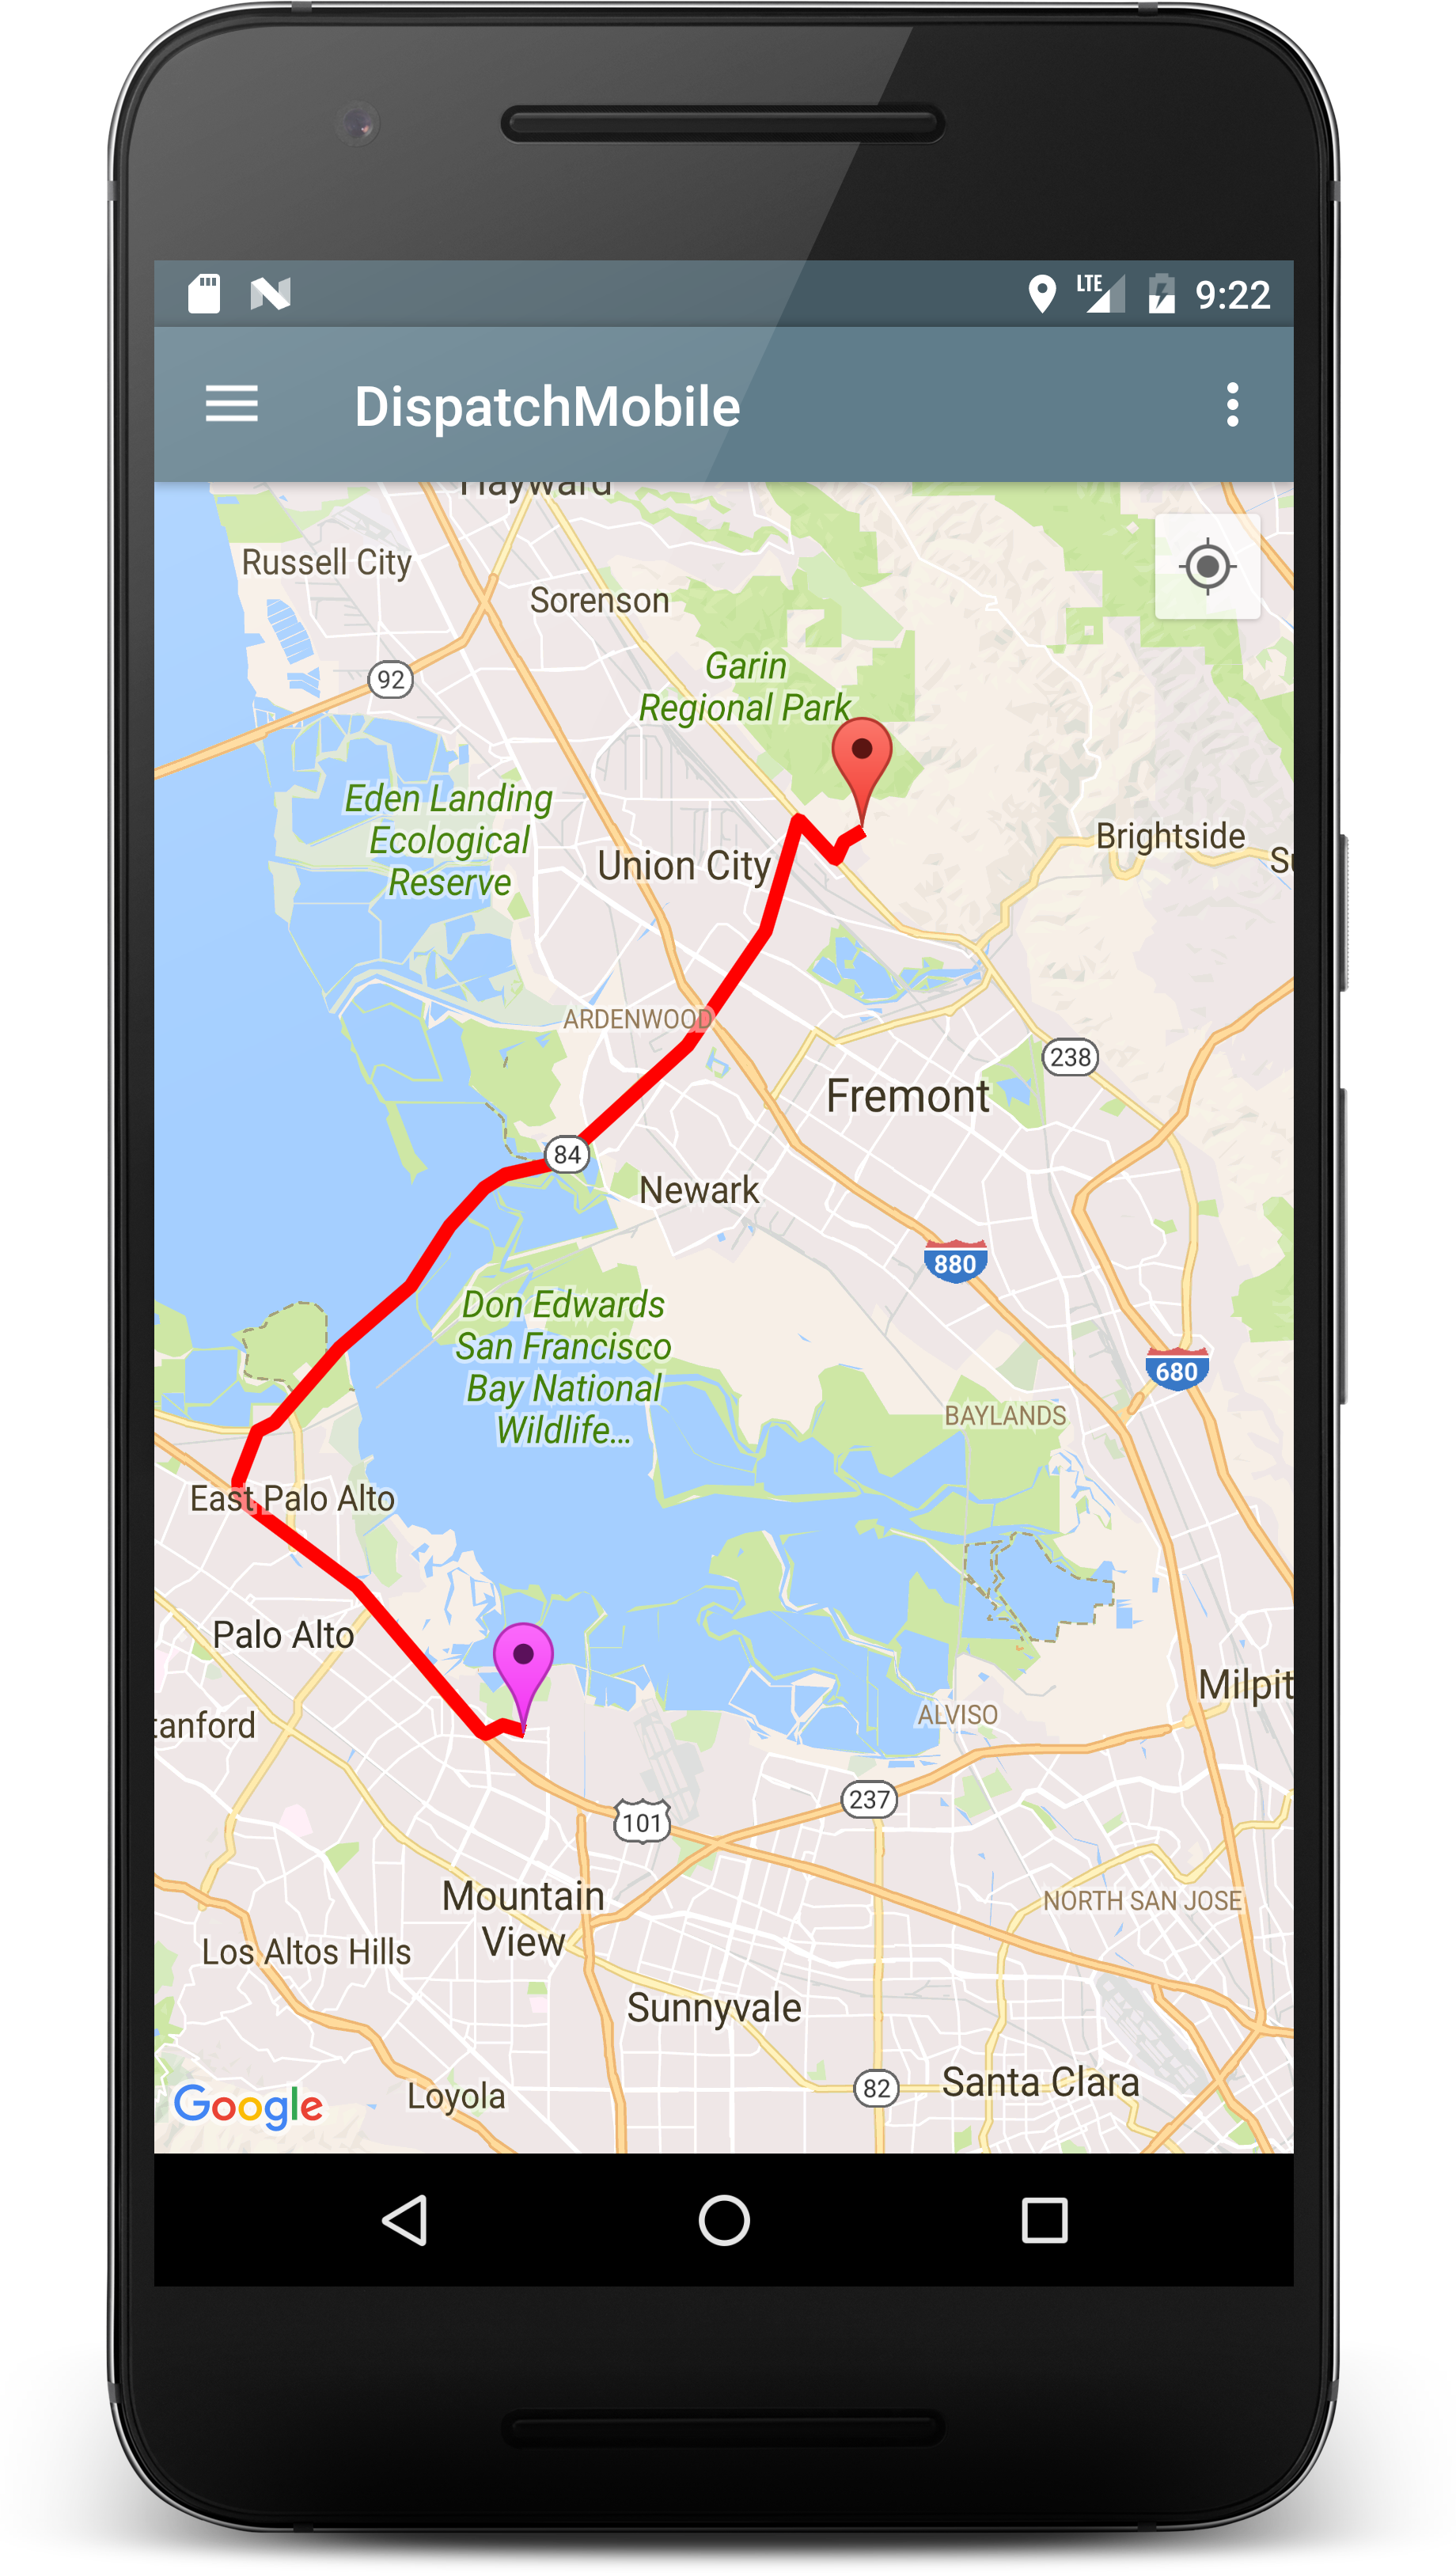 LTE 9:22
DispatchMobile
Hayward
Russell City
Sorenson
92
Garin
Regional Park
Eden Landing
Ecological
Reserve
Union City
Brightside
Su
ARDENWOOD
238
Fremont
84
Newark
880
Don Edwards
San Francisco
Bay National
Wildlife...
680
BAYLANDS
East Palo Alto
Palo Alto
Milpit
tanford
ALVISO
237
101
Mountain
View
NORTH SAN JOSE
Los Altos Hills
Sunnyvale
82
Santa Clara
Loyola
Google